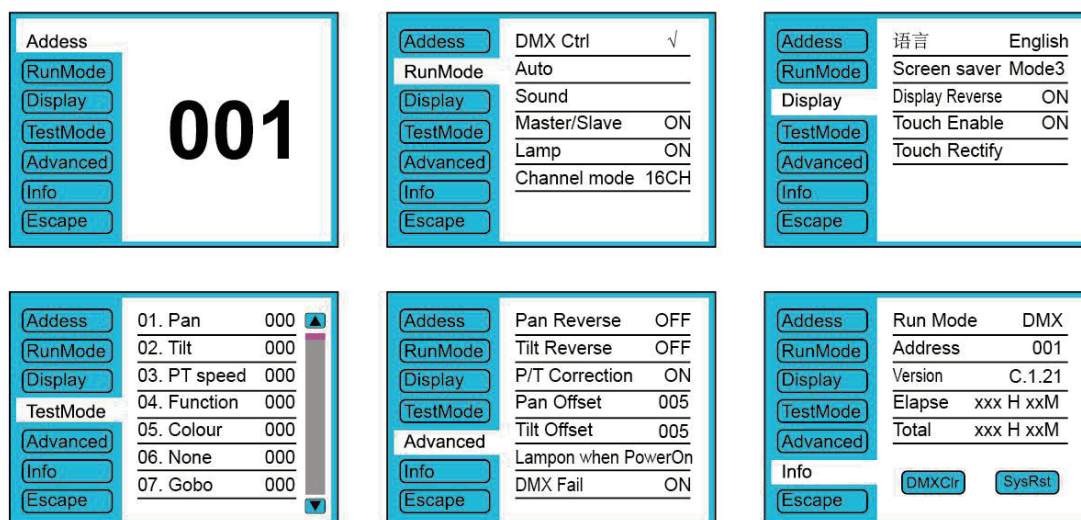 Addess
RunMode
Display
TestMode
Advanced
Info
Escape
001
Addess
RunMode
Display
TestMode
Advanced
Info
Escape
DMX Ctrl √
Auto
Sound
Master/Slave ON
Lamp ON
Channel mode 16CH
Addess
RunMode
Display
TestMode
Advanced
Info
Escape
语言 English
Screen saver Mode3
Display Reverse ON
Touch Enable ON
Touch Rectify
Addess
RunMode
Display
TestMode
Advanced
Info
Escape
01. Pan 000
02. Tilt 000
03. PT speed 000
04. Function 000
05. Colour 000
06. None 000
07. Gobo 000
Addess
RunMode
Display
TestMode
Advanced
Info
Escape
Pan Reverse OFF
Tilt Reverse OFF
P/T Correction ON
Pan Offset 005
Tilt Offset 005
Lampon when PowerOn
DMX Fail ON
Addess
RunMode
Display
TestMode
Advanced
Info
Escape
Run Mode DMX
Address 001
Version C.1.21
Elapse xxx H xxM
Total xxx H xxM
DMXClr SysRst